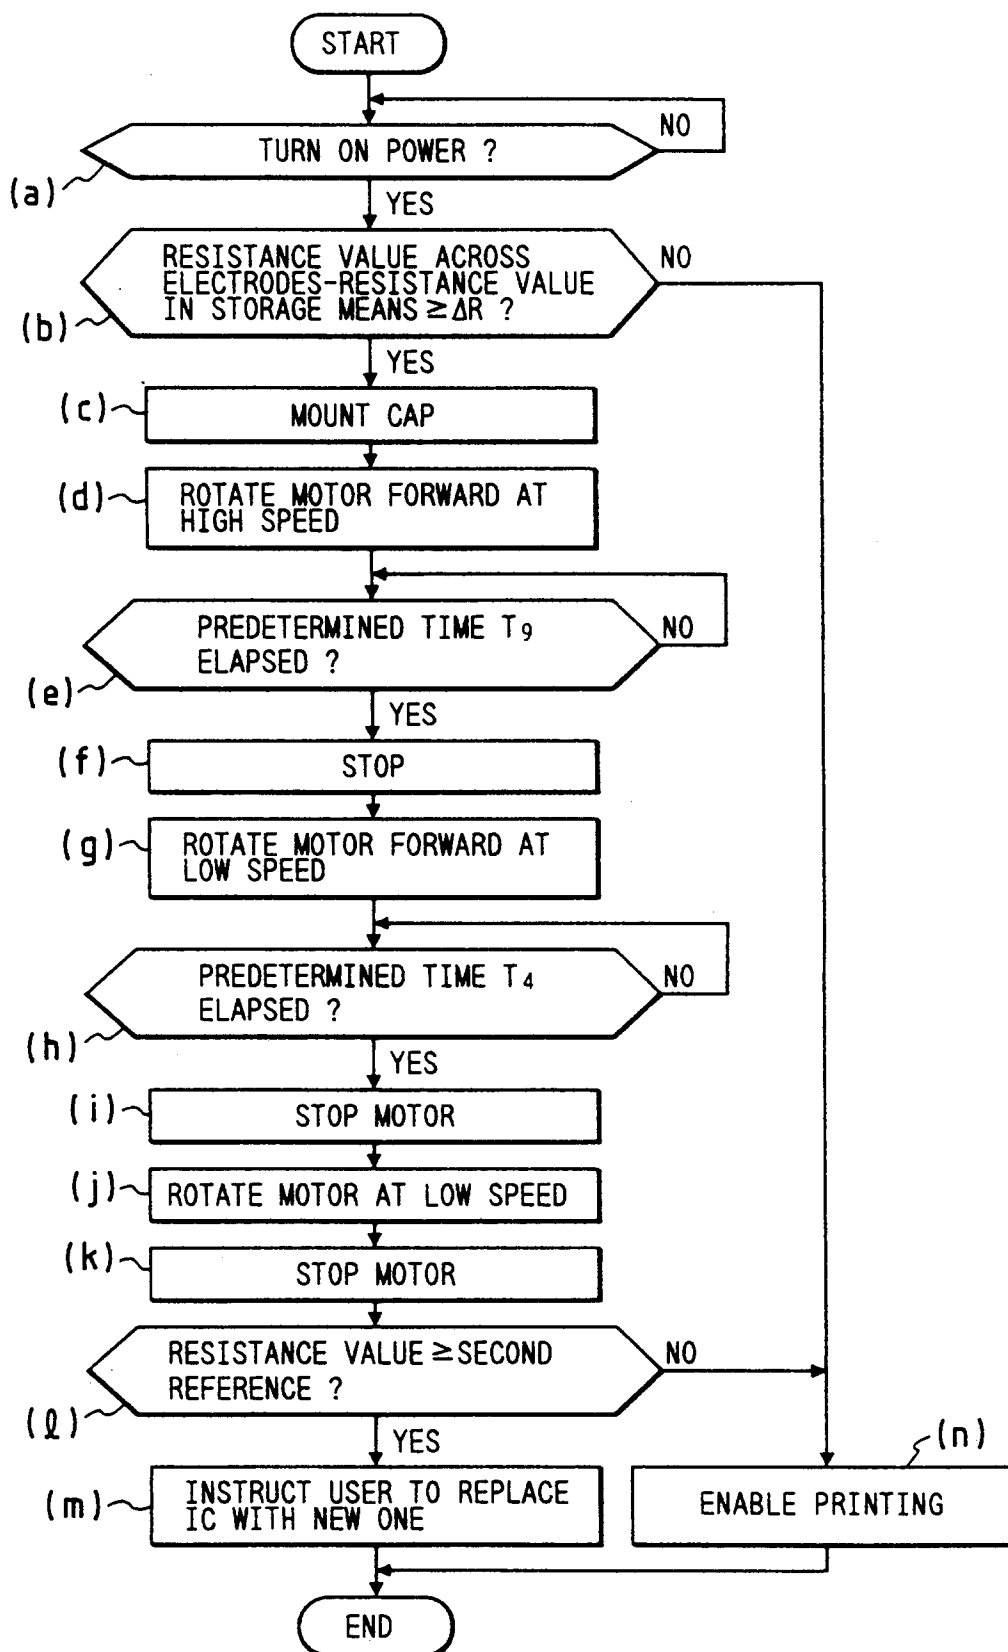 START
NO
TURN ON POWER ?
(a)
YES
RESISTANCE VALUE ACROSS
ELECTRODES-RESISTANCE VALUE
IN STORAGE MEANS ≥ ΔR ?
NO
(b)
YES
(c)
MOUNT CAP
(d)
ROTATE MOTOR FORWARD AT
HIGH SPEED
PREDETERMINED TIME T9
ELAPSED ?
NO
(e)
YES
(f)
STOP
(g)
ROTATE MOTOR FORWARD AT
LOW SPEED
PREDETERMINED TIME T4
ELAPSED ?
NO
(h)
YES
(i)
STOP MOTOR
(j)
ROTATE MOTOR AT LOW SPEED
(k)
STOP MOTOR
RESISTANCE VALUE ≥ SECOND
REFERENCE ?
NO
(ℓ)
YES
(m)
INSTRUCT USER TO REPLACE
IC WITH NEW ONE
(n)
ENABLE PRINTING
END